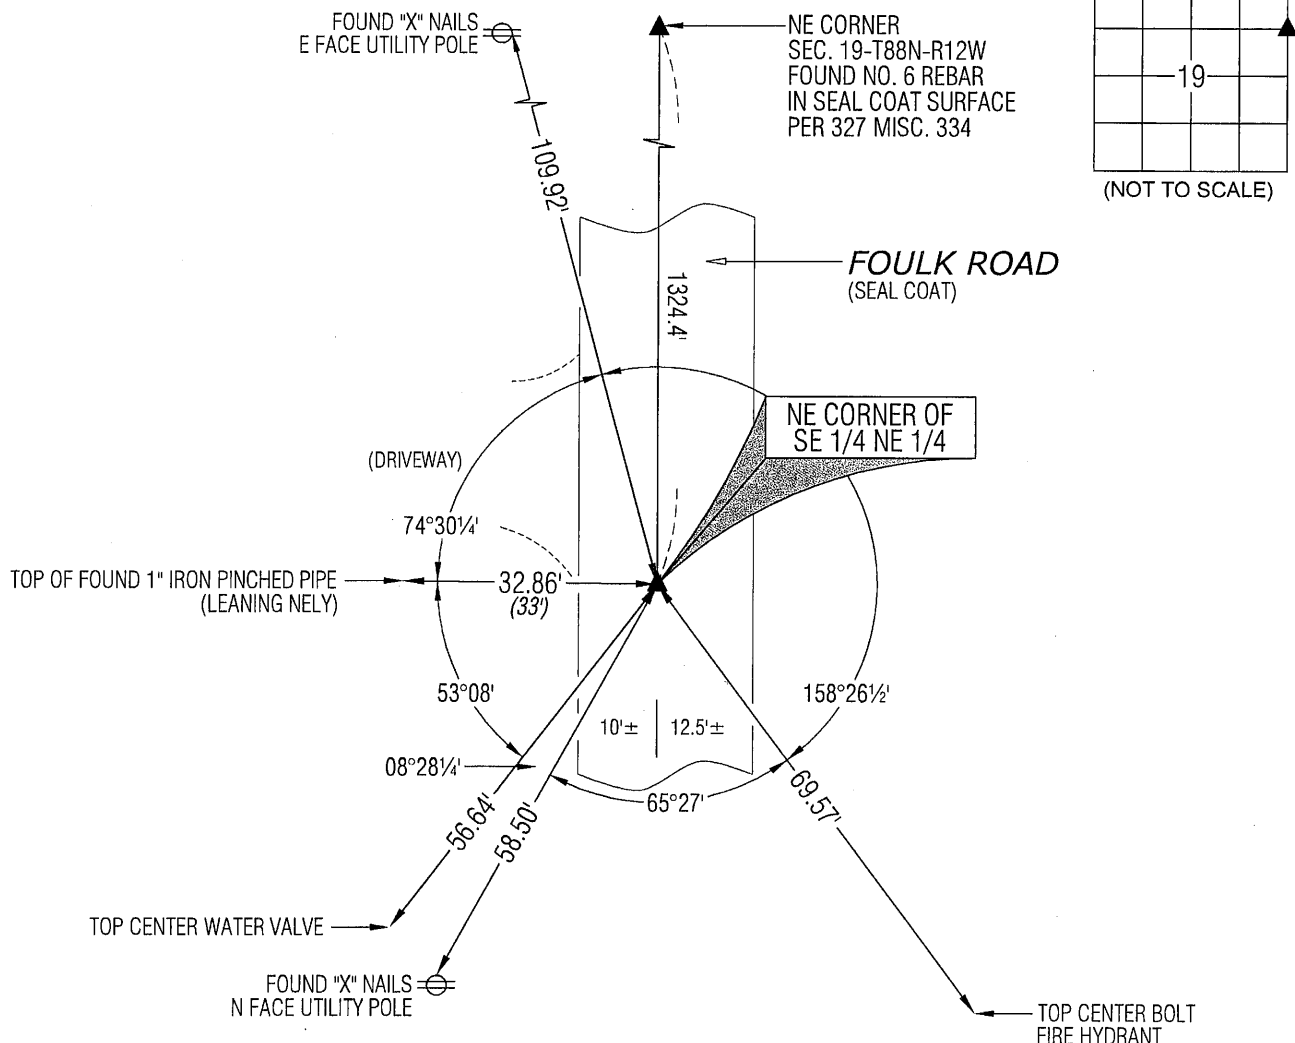 FOUND "X" NAILS
E FACE UTILITY POLE
NE CORNER
SEC. 19-T88N-R12W
FOUND NO. 6 REBAR
IN SEAL COAT SURFACE
PER 327 MISC. 334
19
(NOT TO SCALE)
109.92'
1324.4'
FOULK ROAD
(SEAL COAT)
NE CORNER OF
SE 1/4 NE 1/4
(DRIVEWAY)
74°30¼'
TOP OF FOUND 1" IRON PINCHED PIPE
(LEANING NELY)
32.86'
(33')
53°08'
158°26½'
10'±
12.5'±
08°28¼'
65°27'
56.64'
58.50'
69.57'
TOP CENTER WATER VALVE
FOUND "X" NAILS
N FACE UTILITY POLE
TOP CENTER BOLT
FIRE HYDRANT